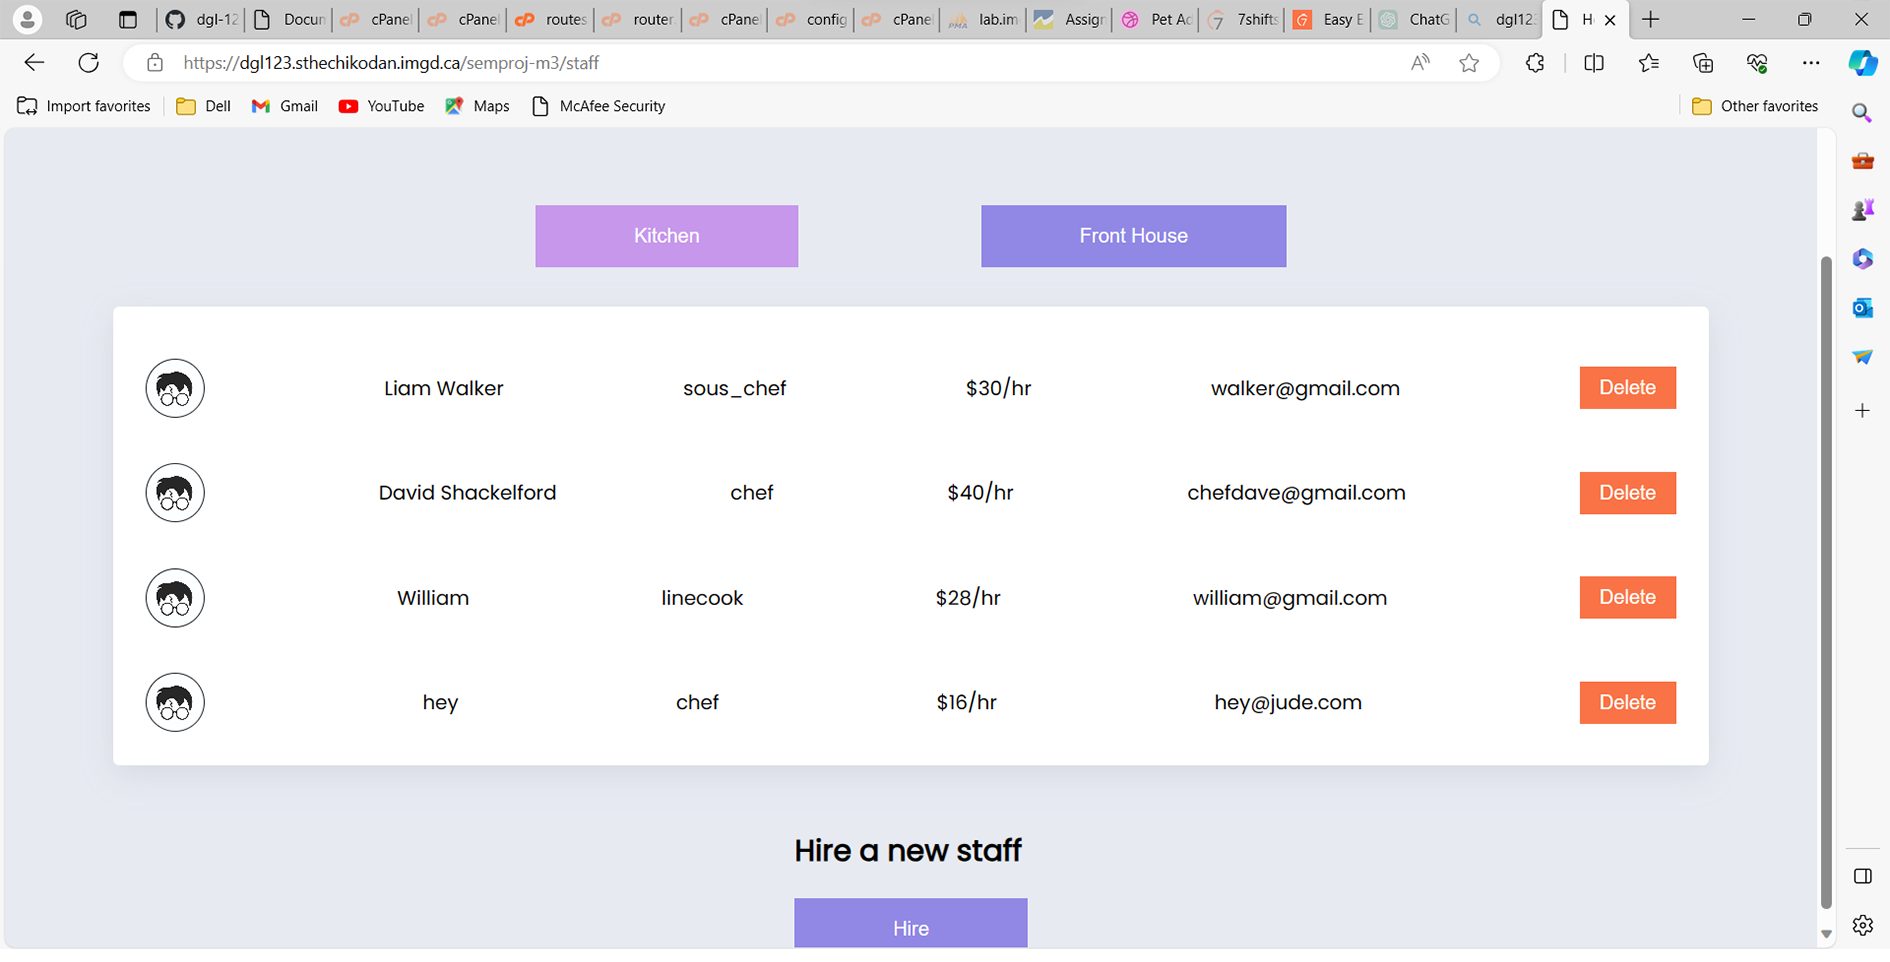 dgl-12 Docun cPanel cPanel routes router. cPanel config cPanel lab.im Assign Pet Ad 7shifts Easy E ChatG dgl12 H
https://dgl123.sthechikodan.imgd.ca/semproj-m3/staff
Import favorites Dell Gmail YouTube Maps McAfee Security Other favorites
Kitchen Front House
Liam Walker sous_chef $30/hr walker@gmail.com Delete
David Shackelford chef $40/hr chefdave@gmail.com Delete
William linecook $28/hr william@gmail.com Delete
hey chef $16/hr hey@jude.com Delete
Hire a new staff
Hire